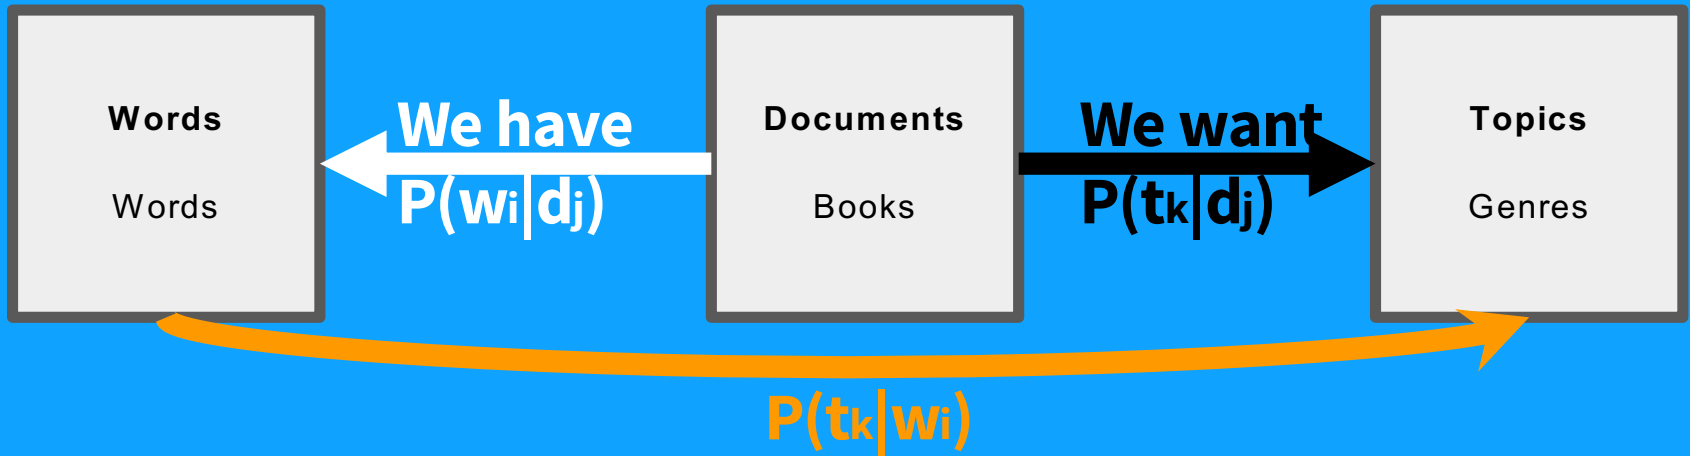 Words
Words
We have
P(wi|dj)
Documents
Books
We want
P(tk|dj)
Topics
Genres
P(tk|wi)